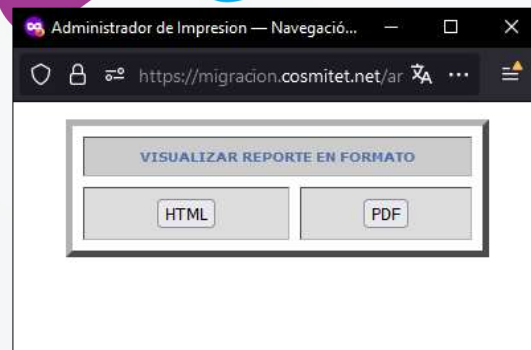 Administrador de Impresion — Navegació...
https://migracion.cosmitet.net/ar
VISUALIZAR REPORTE EN FORMATO
HTML
PDF